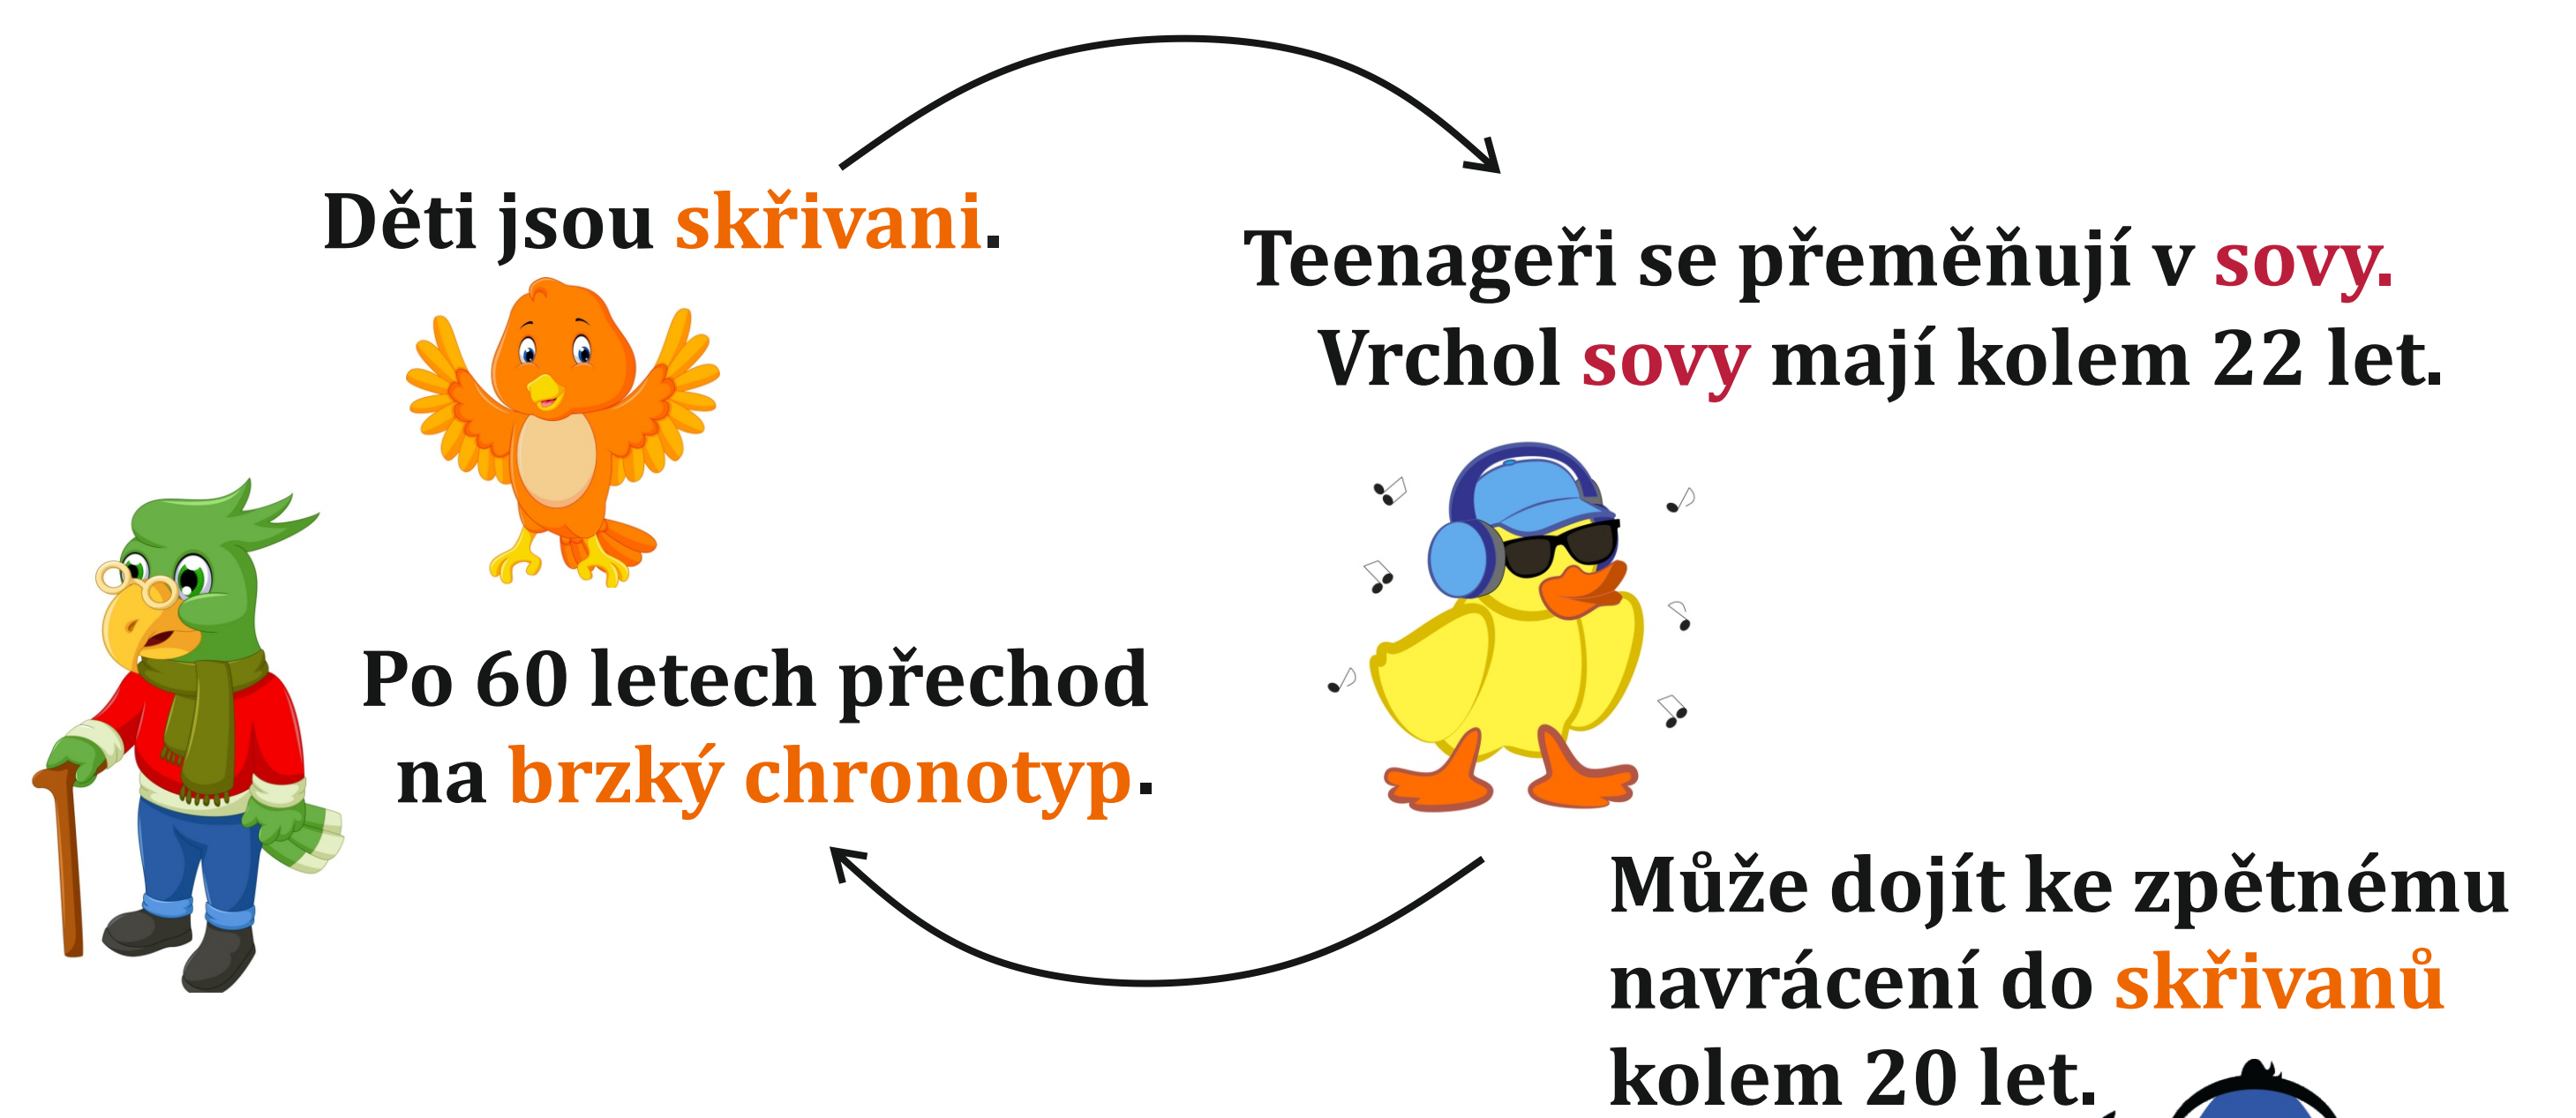 Děti jsou skřivani.
Teenageři se přeměňují v sovy.
Vrchol sovy mají kolem 22 let.
Po 60 letech přechod
na brzký chronotyp.
Může dojít ke zpětnému
navrácení do skřivanů
kolem 20 let.